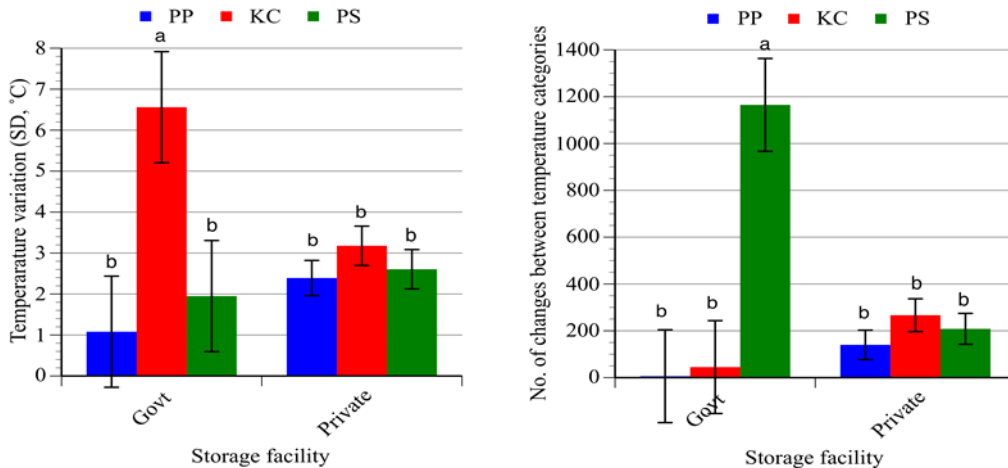 PP KC PS
Temperarature variation (SD, ˚C)
8
7
6
5
4
3
2
1
0
a
b
b
b
b
b
Govt
Private
Storage facility
PP KC PS
No. of changes between temperature categories
1400
1200
1000
800
600
400
200
0
a
b
b
b
b
b
Govt
Private
Storage facility